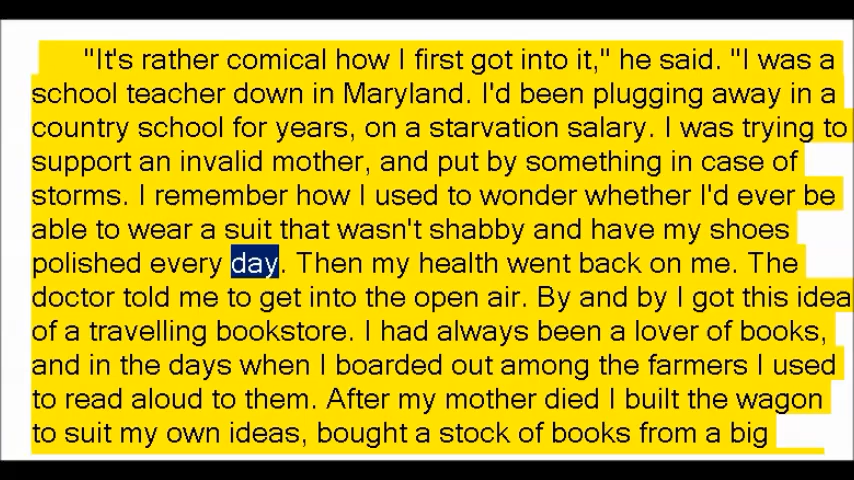 "It's rather comical how I first got into it," he said. "I was a
school teacher down in Maryland. I'd been plugging away in a
country school for years, on a starvation salary. I was trying to
support an invalid mother, and put by something in case of
storms. I remember how I used to wonder whether I'd ever be
able to wear a suit that wasn't shabby and have my shoes
polished every day. Then my health went back on me. The
doctor told me to get into the open air. By and by I got this idea
of a travelling bookstore. I had always been a lover of books,
and in the days when I boarded out among the farmers I used
to read aloud to them. After my mother died I built the wagon
to suit my own ideas, bought a stock of books from a big